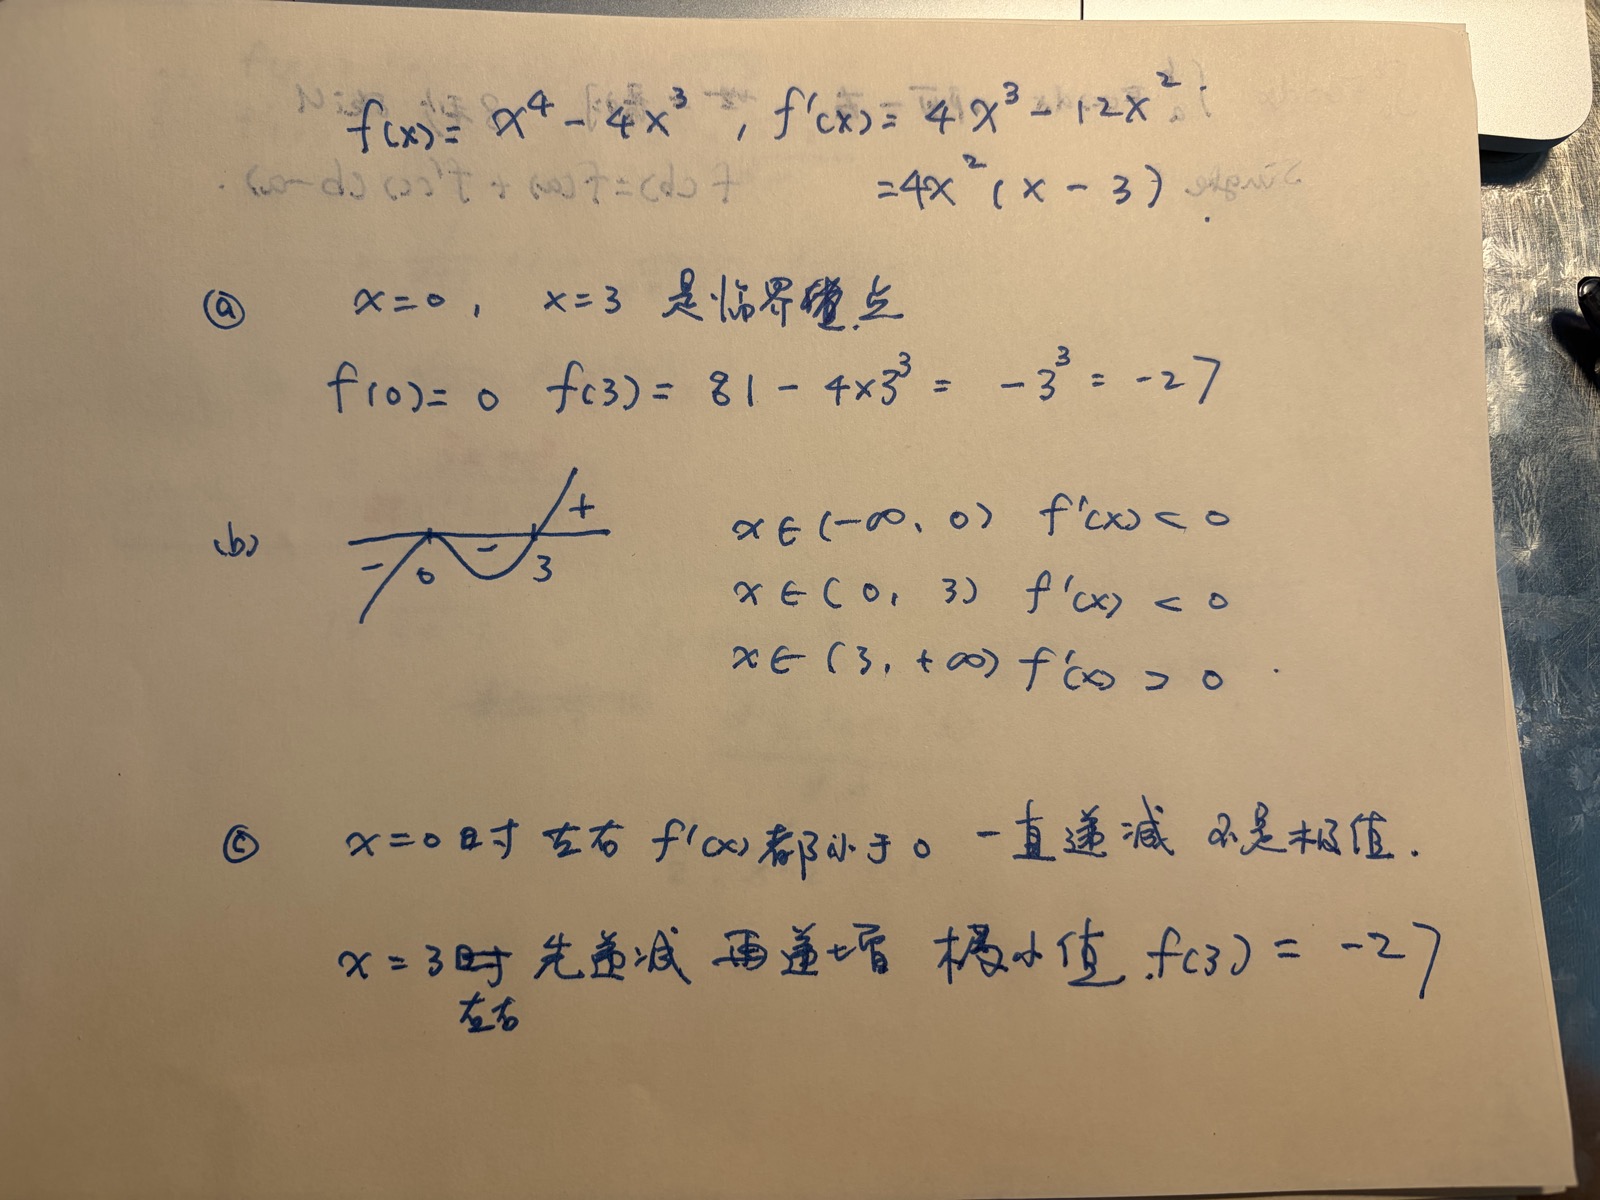 f(x) = x⁴ - 4x³, f'(x) = 4x³ - 12x²
= 4x²(x - 3).
ⓐ x = 0, x = 3 是临界点
f(0) = 0 f(3) = 81 - 4×3³ = -3³ = -27
(b)
+
- 0 - 3
x ∈ (-∞, 0) f'(x) < 0
x ∈ (0, 3) f'(x) < 0
x ∈ (3, +∞) f'(x) > 0.
ⓒ x = 0时 左右 f'(x) 都小于0 一直递减 不是极值.
x = 3 先递减 再递增 极小值 f(3) = -27
左右